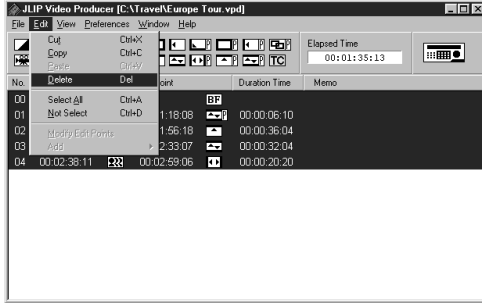 JLIP Video Producer [C:\Travel\Europe Tour.vpd]
File Edit View Preferences Window Help
Cut Ctrl+X
Copy Ctrl+C
Paste Ctrl+V
Delete Del
Select All Ctrl+A
Not Select Ctrl+D
Modify Edit Points
Add
P P P
P P TC
Elapsed Time
00:01:35:13
No. oint Duration Time Memo
00 BF
01 1:18:08 P 00:00:06:10
02 1:56:18 00:00:36:04
03 2:33:07 00:00:32:04
04 00:02:38:11 00:02:59:06 00:00:20:20